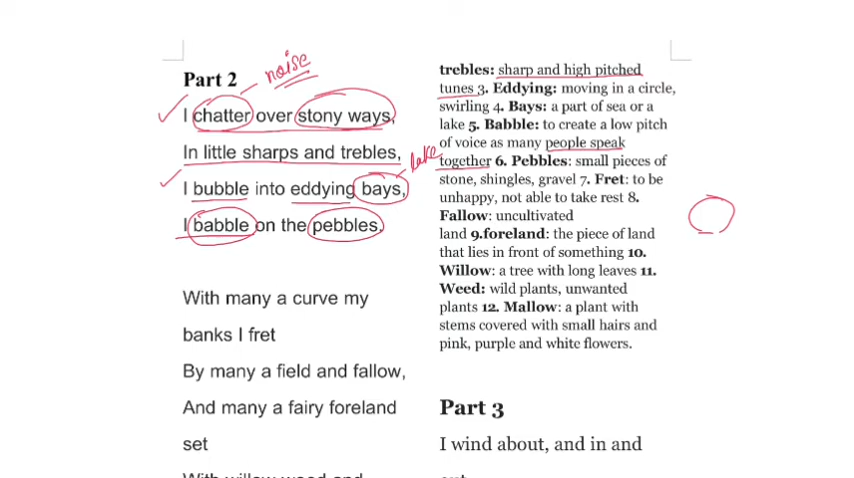 Part 2
noise
I chatter over stony ways,
In little sharps and trebles,
lake
I bubble into eddying bays,
I babble on the pebbles.
With many a curve my
banks I fret
By many a field and fallow,
And many a fairy foreland
set
With willow weed and
trebles: sharp and high pitched
tunes 3. Eddying: moving in a circle,
swirling 4. Bays: a part of sea or a
lake 5. Babble: to create a low pitch
of voice as many people speak
together 6. Pebbles: small pieces of
stone, shingles, gravel 7. Fret: to be
unhappy, not able to take rest 8.
Fallow: uncultivated
land 9.foreland: the piece of land
that lies in front of something 10.
Willow: a tree with long leaves 11.
Weed: wild plants, unwanted
plants 12. Mallow: a plant with
stems covered with small hairs and
pink, purple and white flowers.
Part 3
I wind about, and in and
out